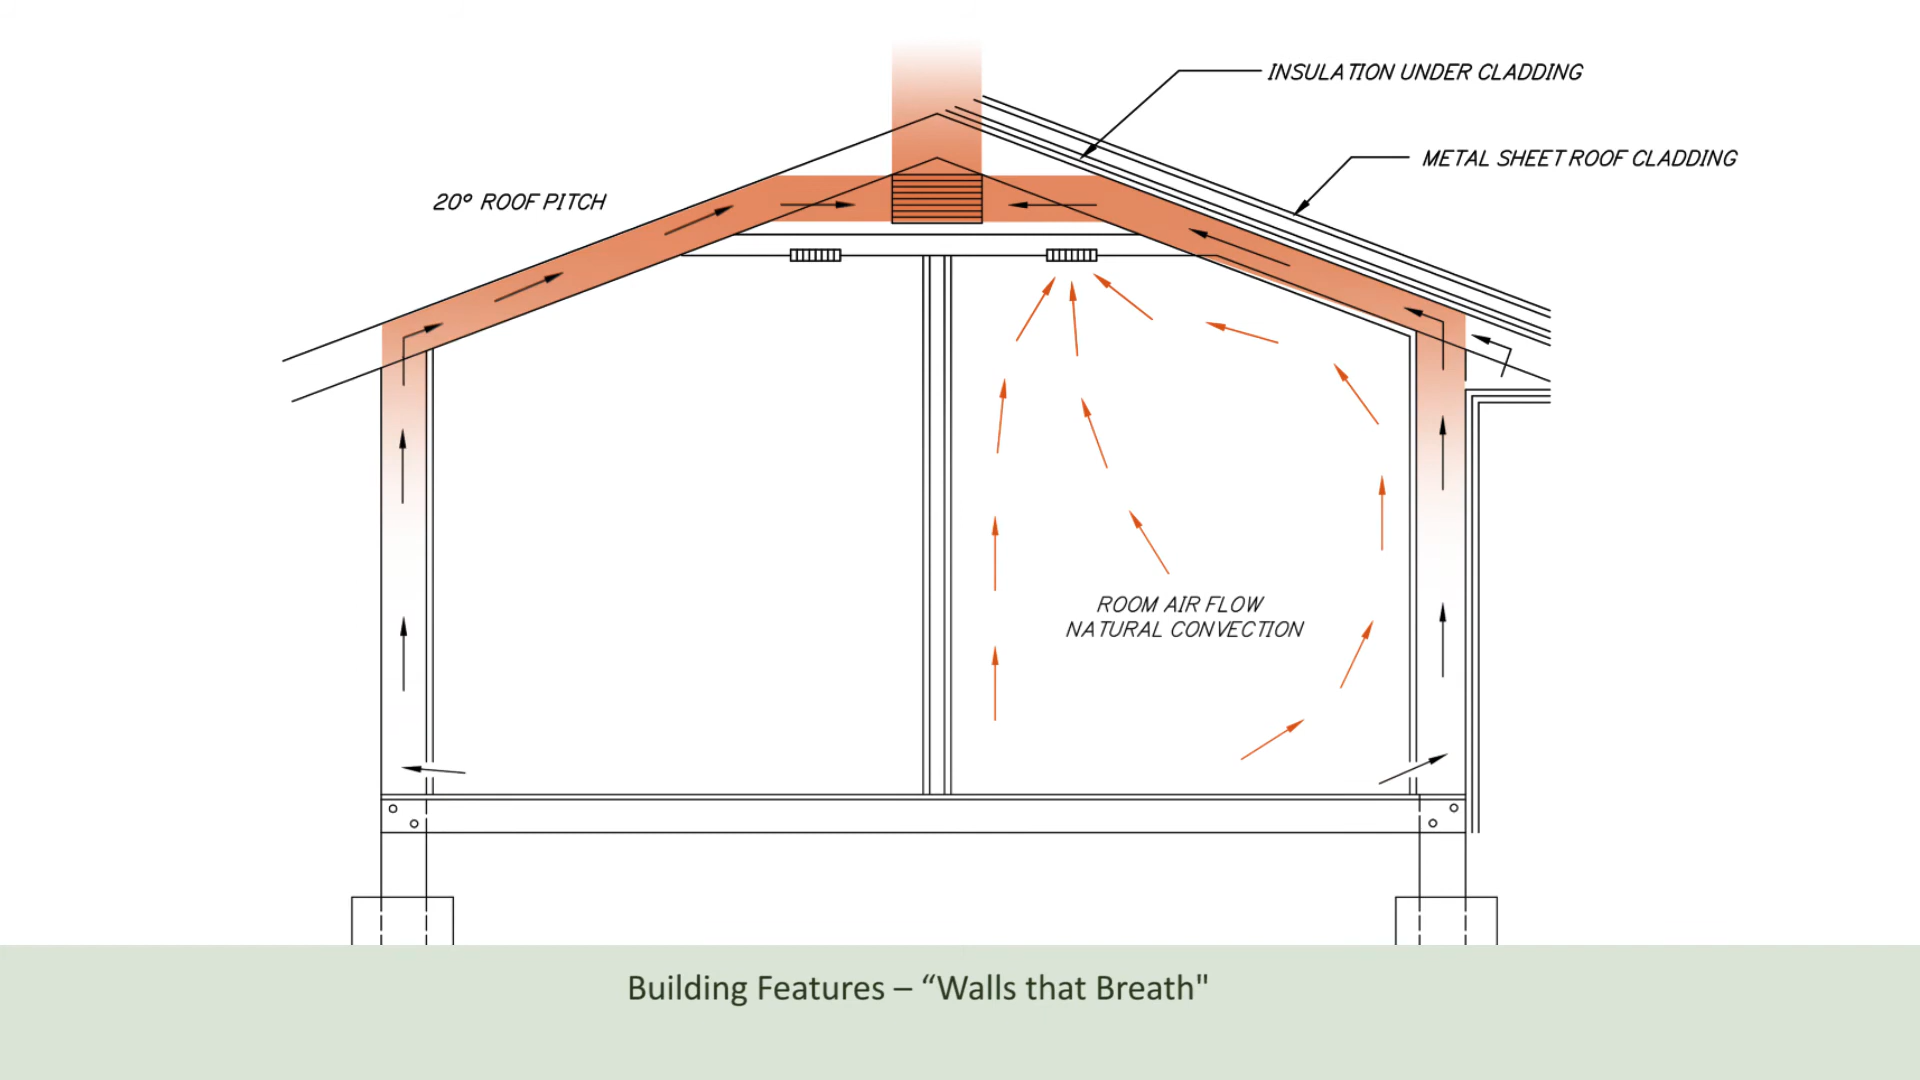 INSULATION UNDER CLADDING
METAL SHEET ROOF CLADDING
20° ROOF PITCH
ROOM AIR FLOW
NATURAL CONVECTION
Building Features – “Walls that Breath"